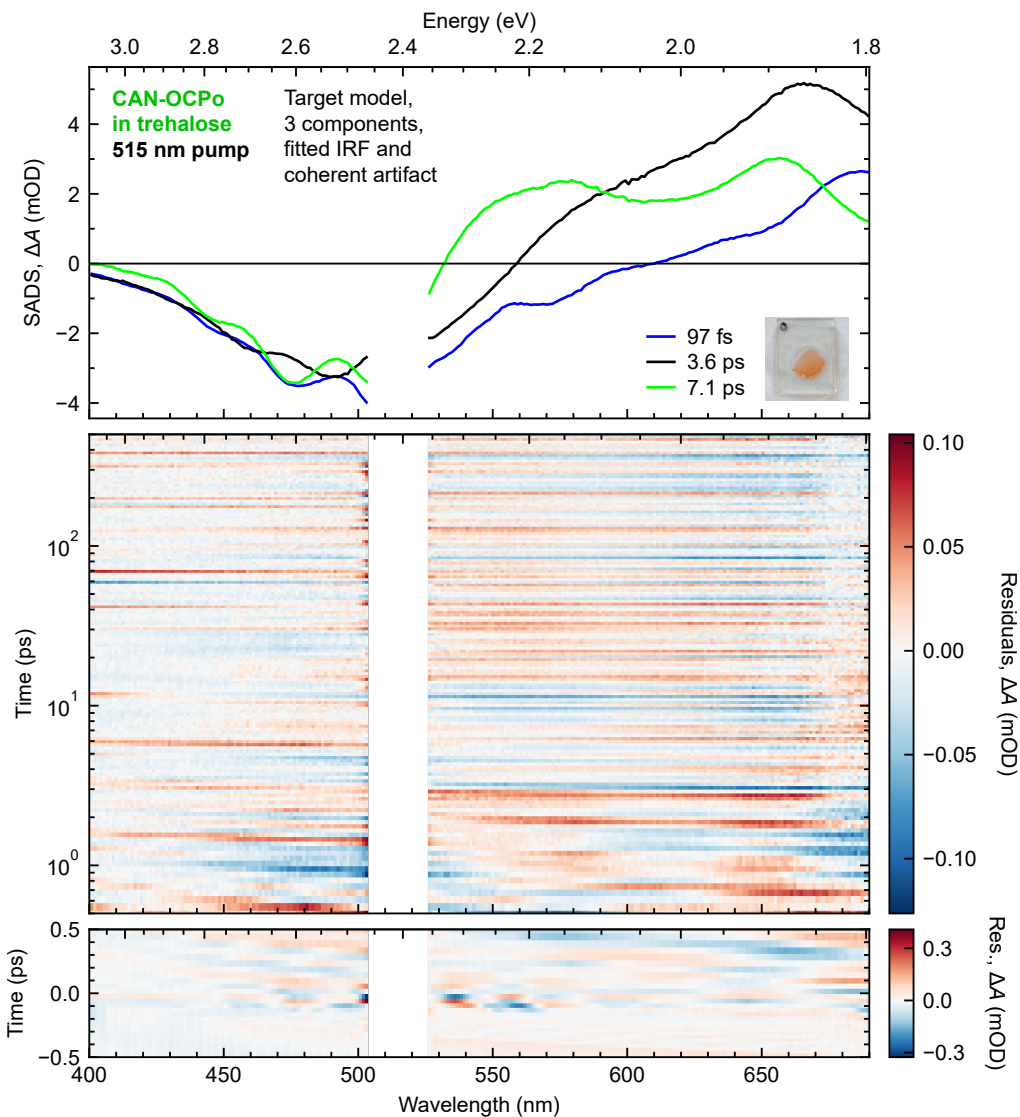 Energy (eV)
3.0 2.8 2.6 2.4 2.2 2.0 1.8
CAN-OCPo
in trehalose
515 nm pump
Target model,
3 components,
fitted IRF and
coherent artifact
SADS, ΔA (mOD)
4
2
0
−2
−4
97 fs
3.6 ps
7.1 ps
Time (ps)
10²
10¹
10⁰
0.10
0.05
0.00
−0.05
−0.10
Residuals, ΔA (mOD)
Time (ps)
0.5
0.0
−0.5
0.3
0.0
−0.3
Res., ΔA (mOD)
400 450 500 550 600 650
Wavelength (nm)